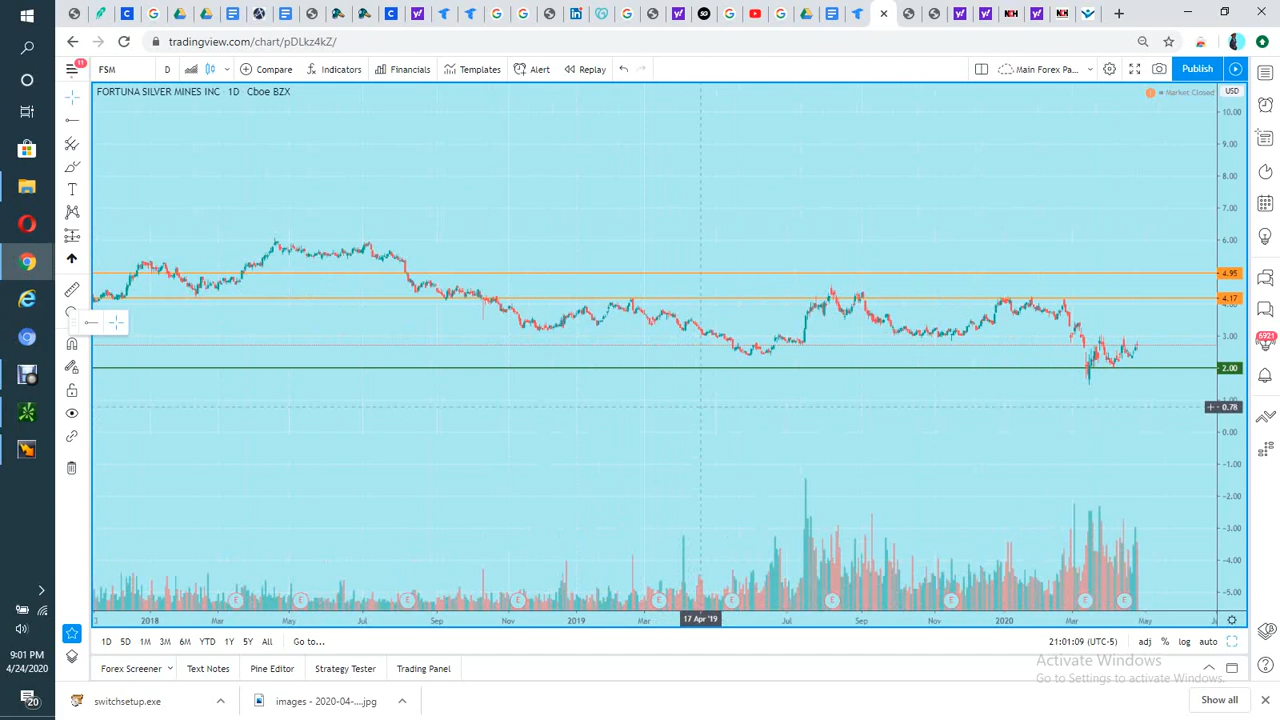 tradingview.com/chart/pDLkz4kZ/
11
FSM D Compare Indicators Financials Templates Alert Replay Main Forex Pa... Publish
FORTUNA SILVER MINES INC · 1D · Cboe BZX
Market Closed
USD
10.00
9.00
8.00
7.00
6.00
4.95
4.17
3.00
2.00
0.78
0.00
−1.00
−2.00
−3.00
−4.00
−5.00
6921
E E E E E E E E E E
2018 Mar May Jul Sep Nov 2019 Mar 17 Apr '19 Jul Sep Nov 2020 Mar May
1D 5D 1M 3M 6M YTD 1Y 5Y All Go to... 21:01:09 (UTC-5) adj % log auto
Forex Screener Text Notes Pine Editor Strategy Tester Trading Panel
Activate Windows
Go to Settings to activate Windows.
9:01 PM
4/24/2020
20
switchsetup.exe images - 2020-04-....jpg Show all